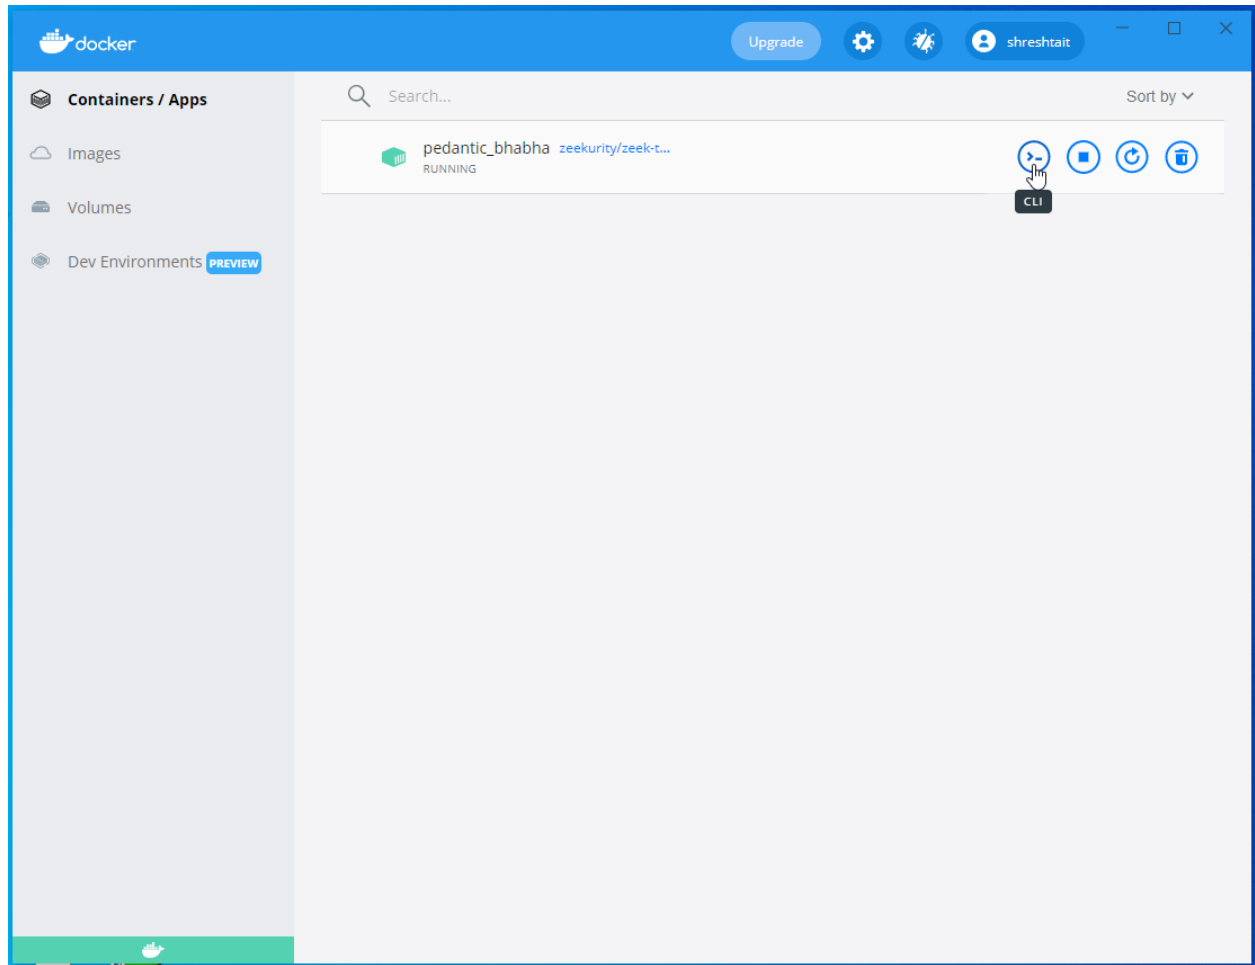 docker
Upgrade
shreshtait
Containers / Apps
Images
Volumes
Dev Environments PREVIEW
Search...
Sort by
pedantic_bhabha zeekurity/zeek-t...
RUNNING
CLI